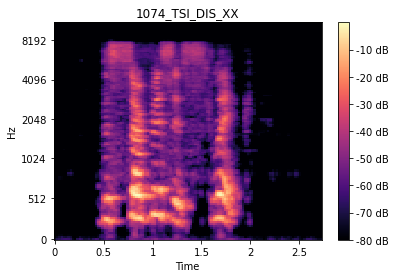 1074_TSI_DIS_XX
8192
4096
2048
1024
512
0
Hz
0
0.5
1
1.5
2
2.5
Time
-10 dB
-20 dB
-30 dB
-40 dB
-50 dB
-60 dB
-70 dB
-80 dB